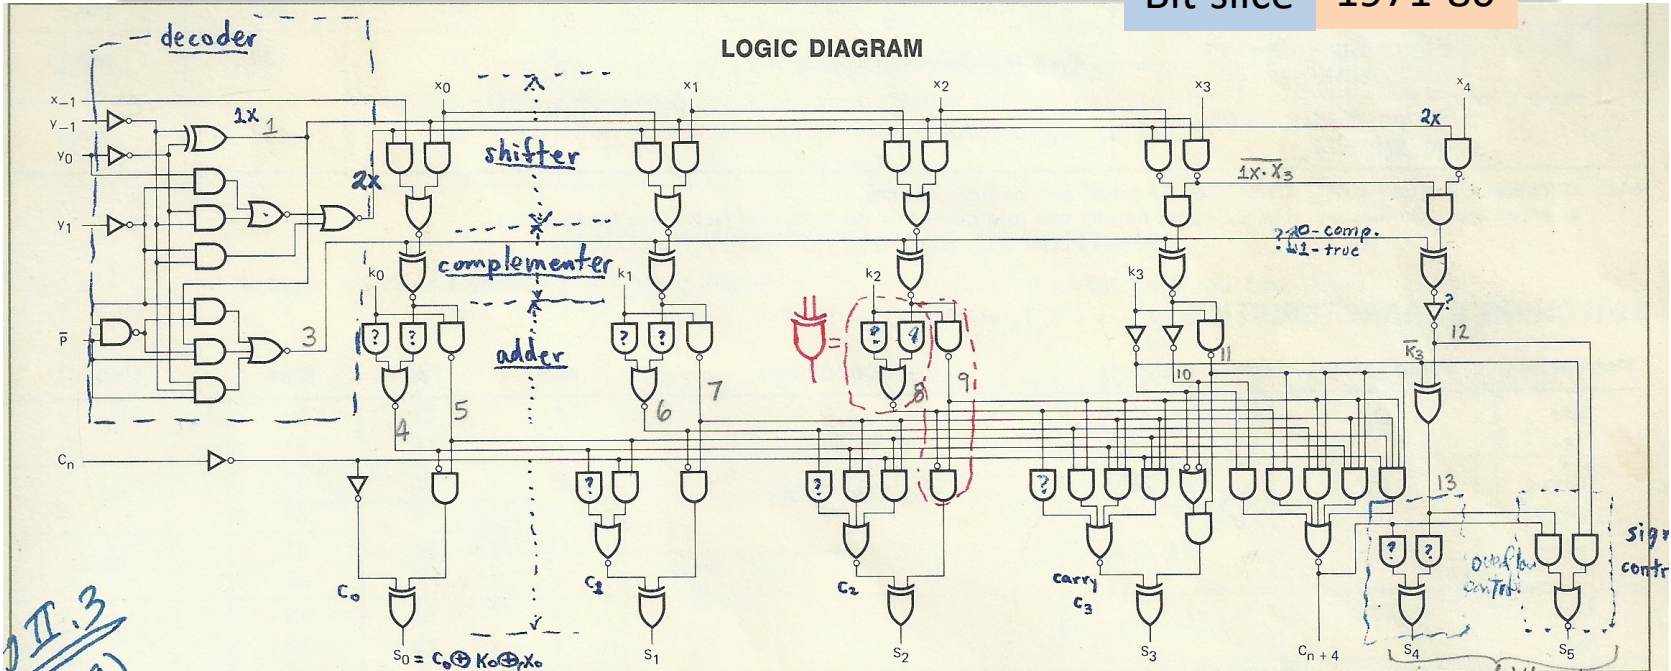 Bit-slice 1971-80
decoder
LOGIC DIAGRAM
x₋₁
y₋₁
y₀
y₁
P̅
Cₙ
1x 1
2x
3
x₀
x₁
x₂
x₃
x₄
2x
shifter
1x·x₃
complementer
? 0-comp.
? 1-true
k₀
k₁
k₂
k₃
? ?
? ?
=
? ?
?
adder
4
5
6
7
8
9
10
11
k̅₃
12
13
?
?
?
? ?
C₀
C₂
carry
C₃
overflow
control
sign
contr
S₀ = C₀ ⊕ K₀ ⊕ X₀
S₁
S₂
S₃
Cₙ₊₄
S₄
S₅
II.3